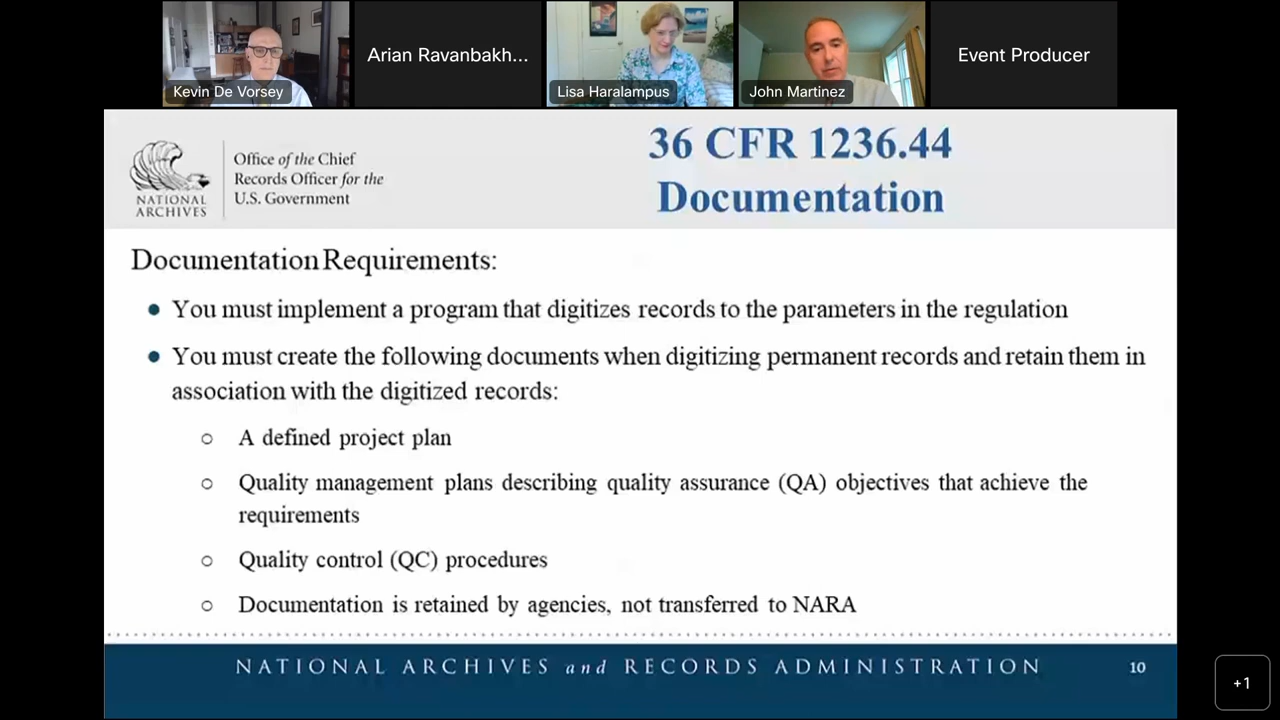 Kevin De Vorsey
Arian Ravanbakh...
Lisa Haralampus
John Martinez
Event Producer
NATIONAL
ARCHIVES
Office of the Chief
Records Officer for the
U.S. Government
36 CFR 1236.44
Documentation
Documentation Requirements:
● You must implement a program that digitizes records to the parameters in the regulation
● You must create the following documents when digitizing permanent records and retain them in
association with the digitized records:
○ A defined project plan
○ Quality management plans describing quality assurance (QA) objectives that achieve the
requirements
○ Quality control (QC) procedures
○ Documentation is retained by agencies, not transferred to NARA
NATIONAL ARCHIVES and RECORDS ADMINISTRATION
10
+1